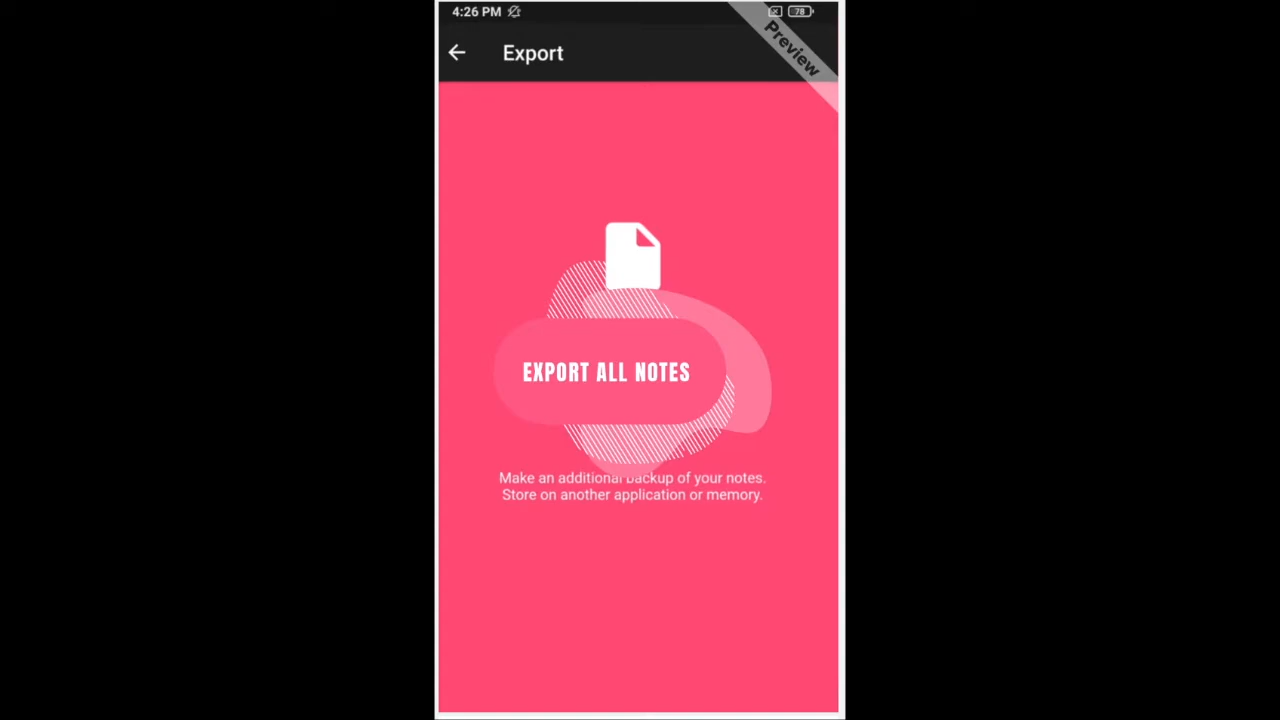 4:26 PM
78
Preview
Export
EXPORT ALL NOTES
Make an additional backup of your notes.
Store on another application or memory.